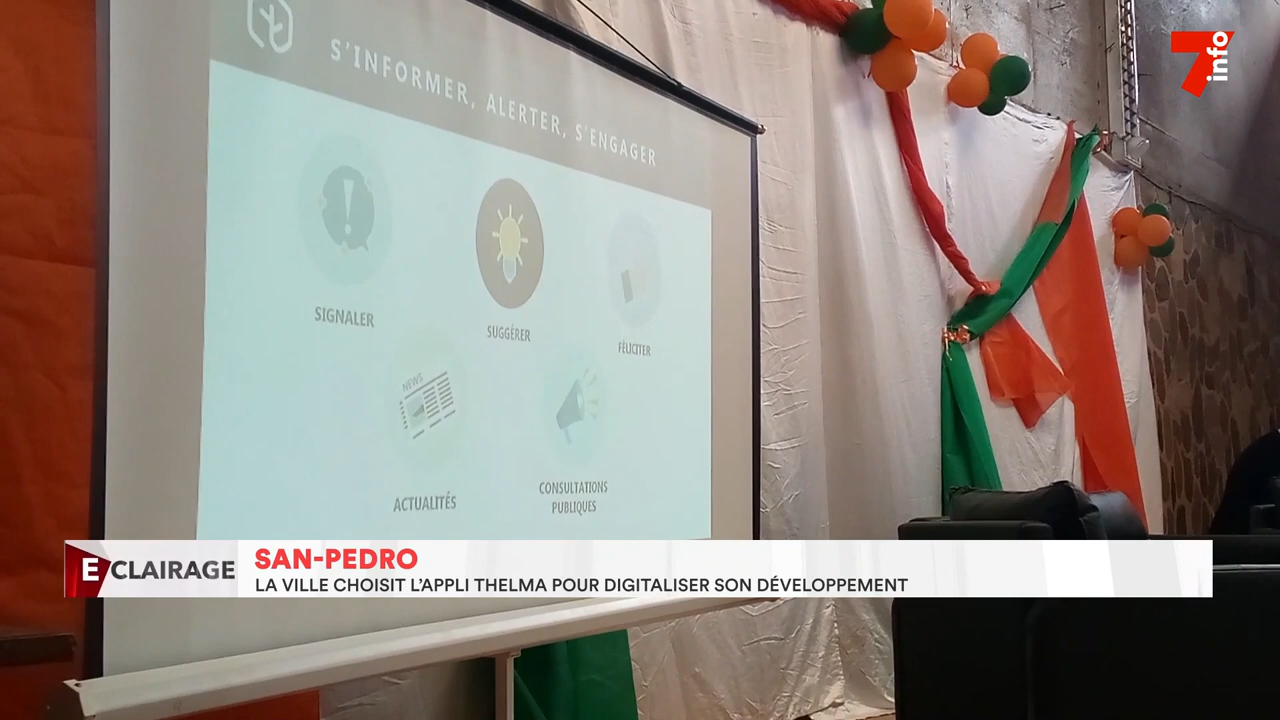 7info
S'INFORMER, ALERTER, S'ENGAGER
SIGNALER
SUGGÉRER
FÉLICITER
NEWS
ACTUALITÉS
CONSULTATIONS
PUBLIQUES
ECLAIRAGE
SAN-PEDRO
LA VILLE CHOISIT L'APPLI THELMA POUR DIGITALISER SON DÉVELOPPEMENT